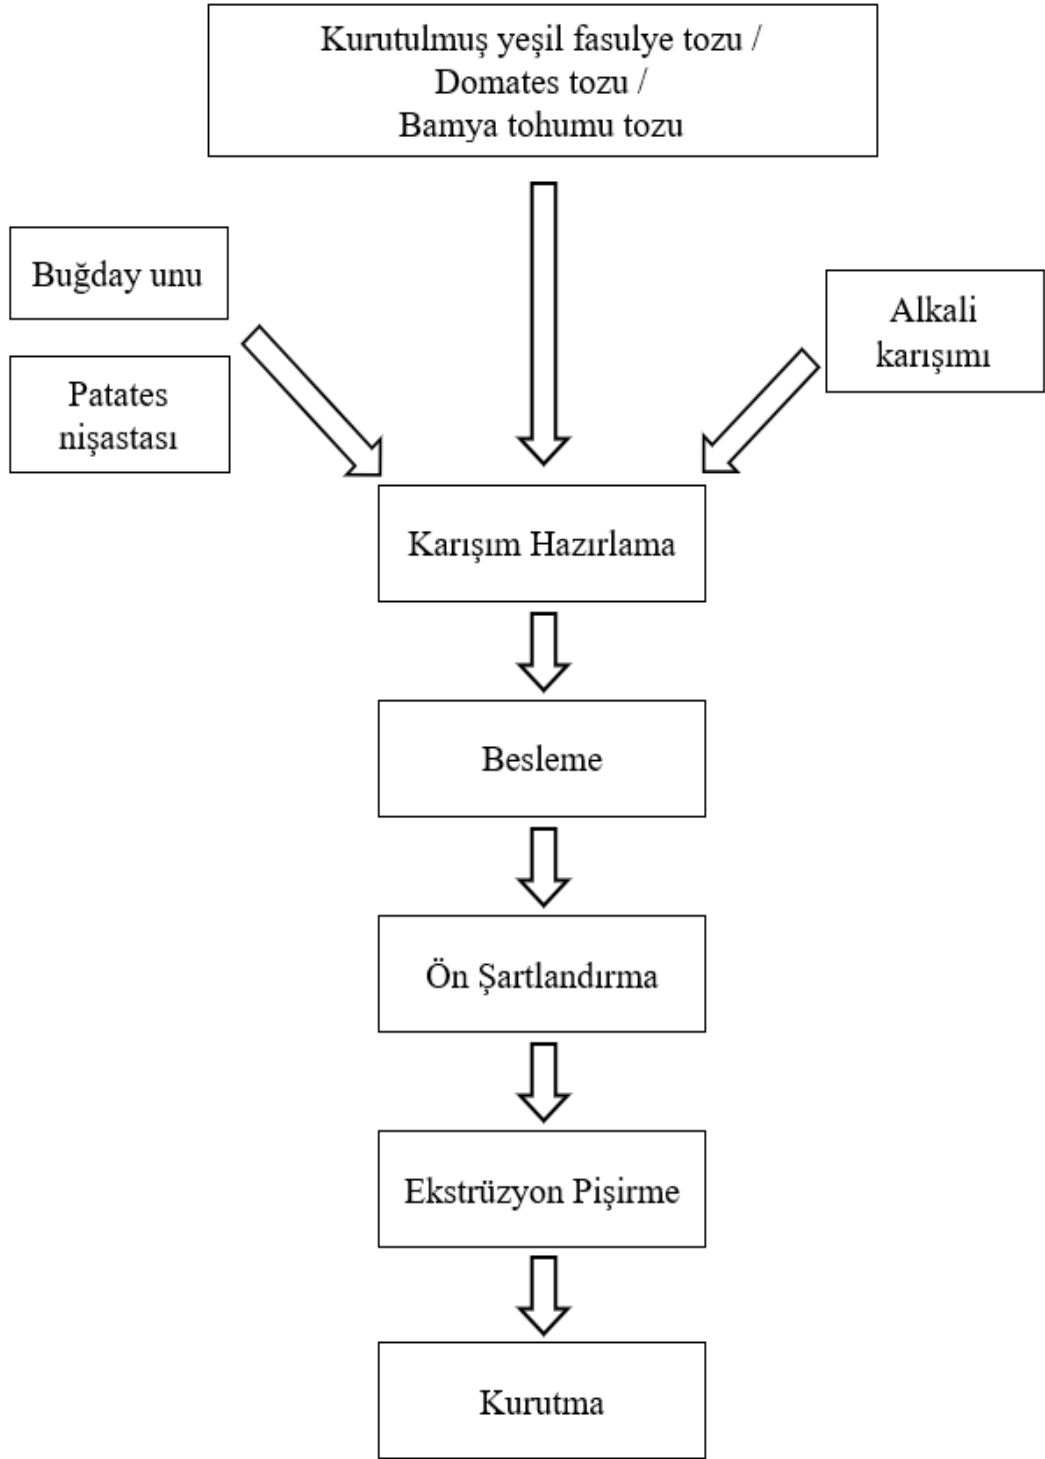 Kurutulmuş yeşil fasulye tozu /
Domates tozu /
Bamya tohumu tozu
Buğday unu
Patates
nişastası
Alkali
karışımı
Karışım Hazırlama
Besleme
Ön Şartlandırma
Ekstrüzyon Pişirme
Kurutma